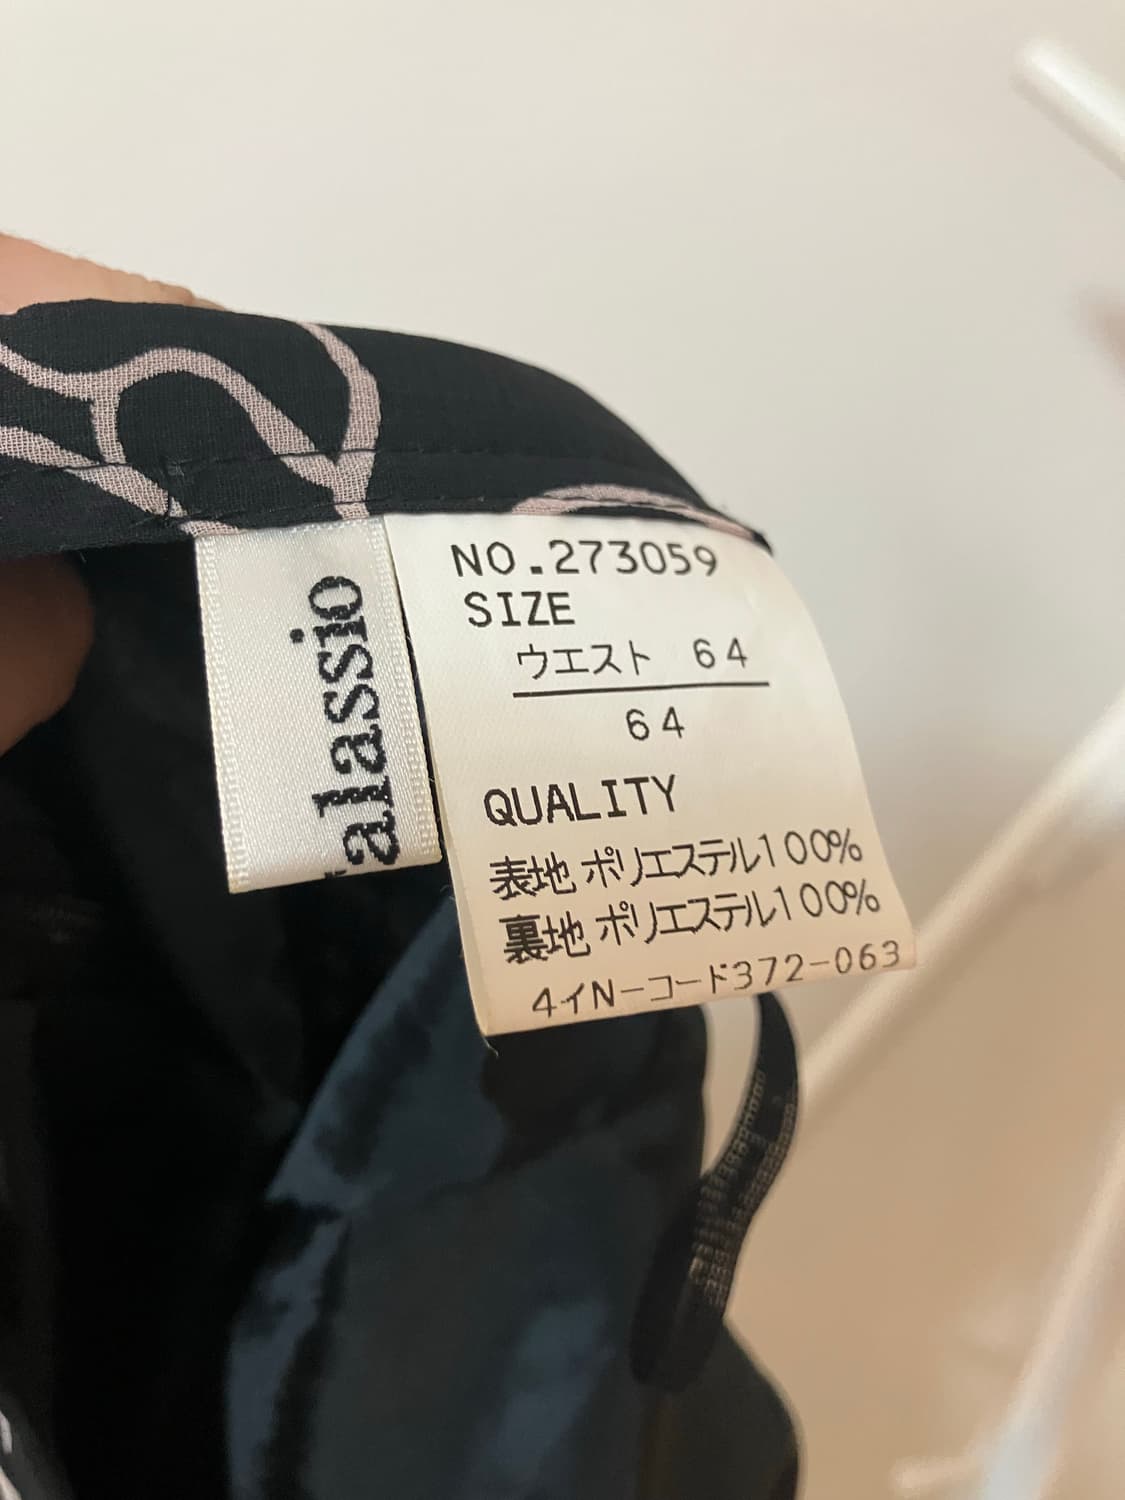 alassio
NO.273059
SIZE
ウエスト 64
64
QUALITY
表地 ポリエステル100%
裏地 ポリエステル100%
4イN-コード372-063